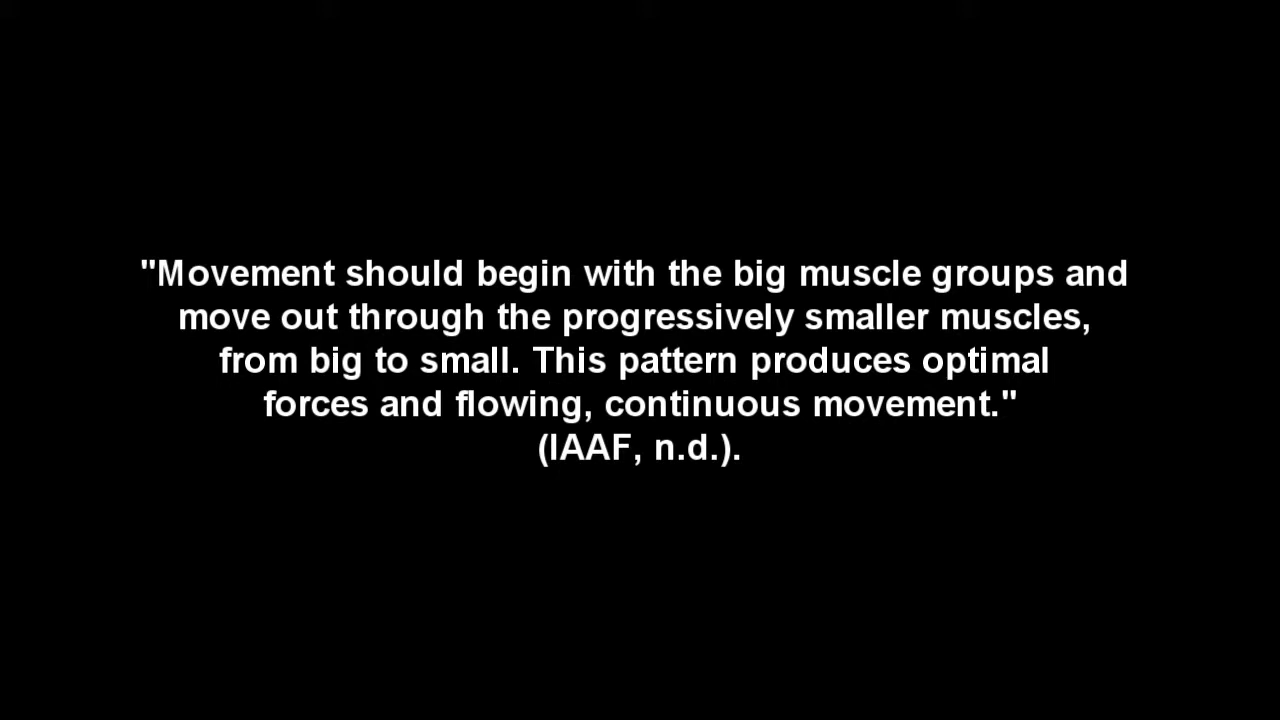 "Movement should begin with the big muscle groups and
move out through the progressively smaller muscles,
from big to small. This pattern produces optimal
forces and flowing, continuous movement."
(IAAF, n.d.).